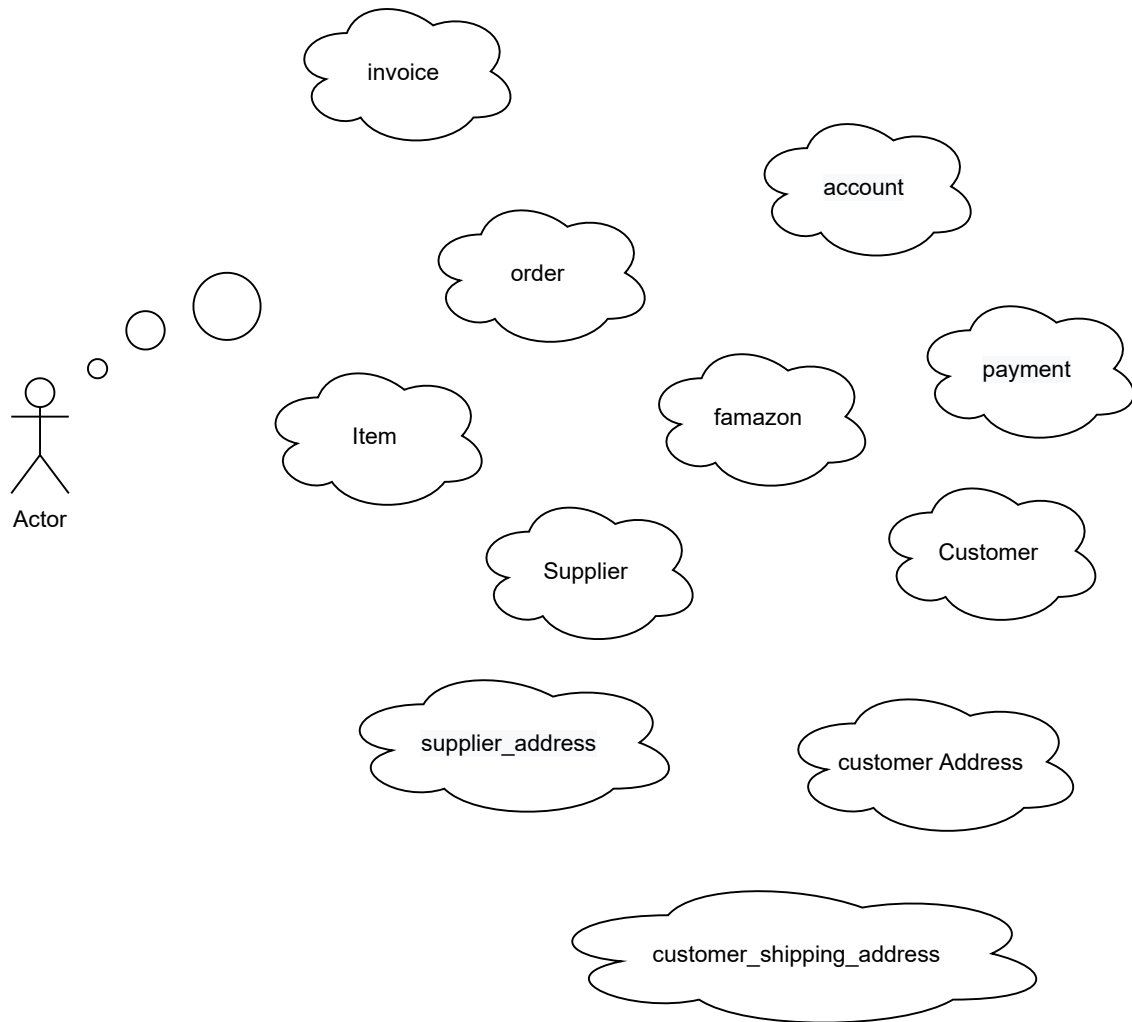 invoice
account
order
payment
famazon
Item
Actor
Customer
Supplier
supplier_address
customer Address
customer_shipping_address